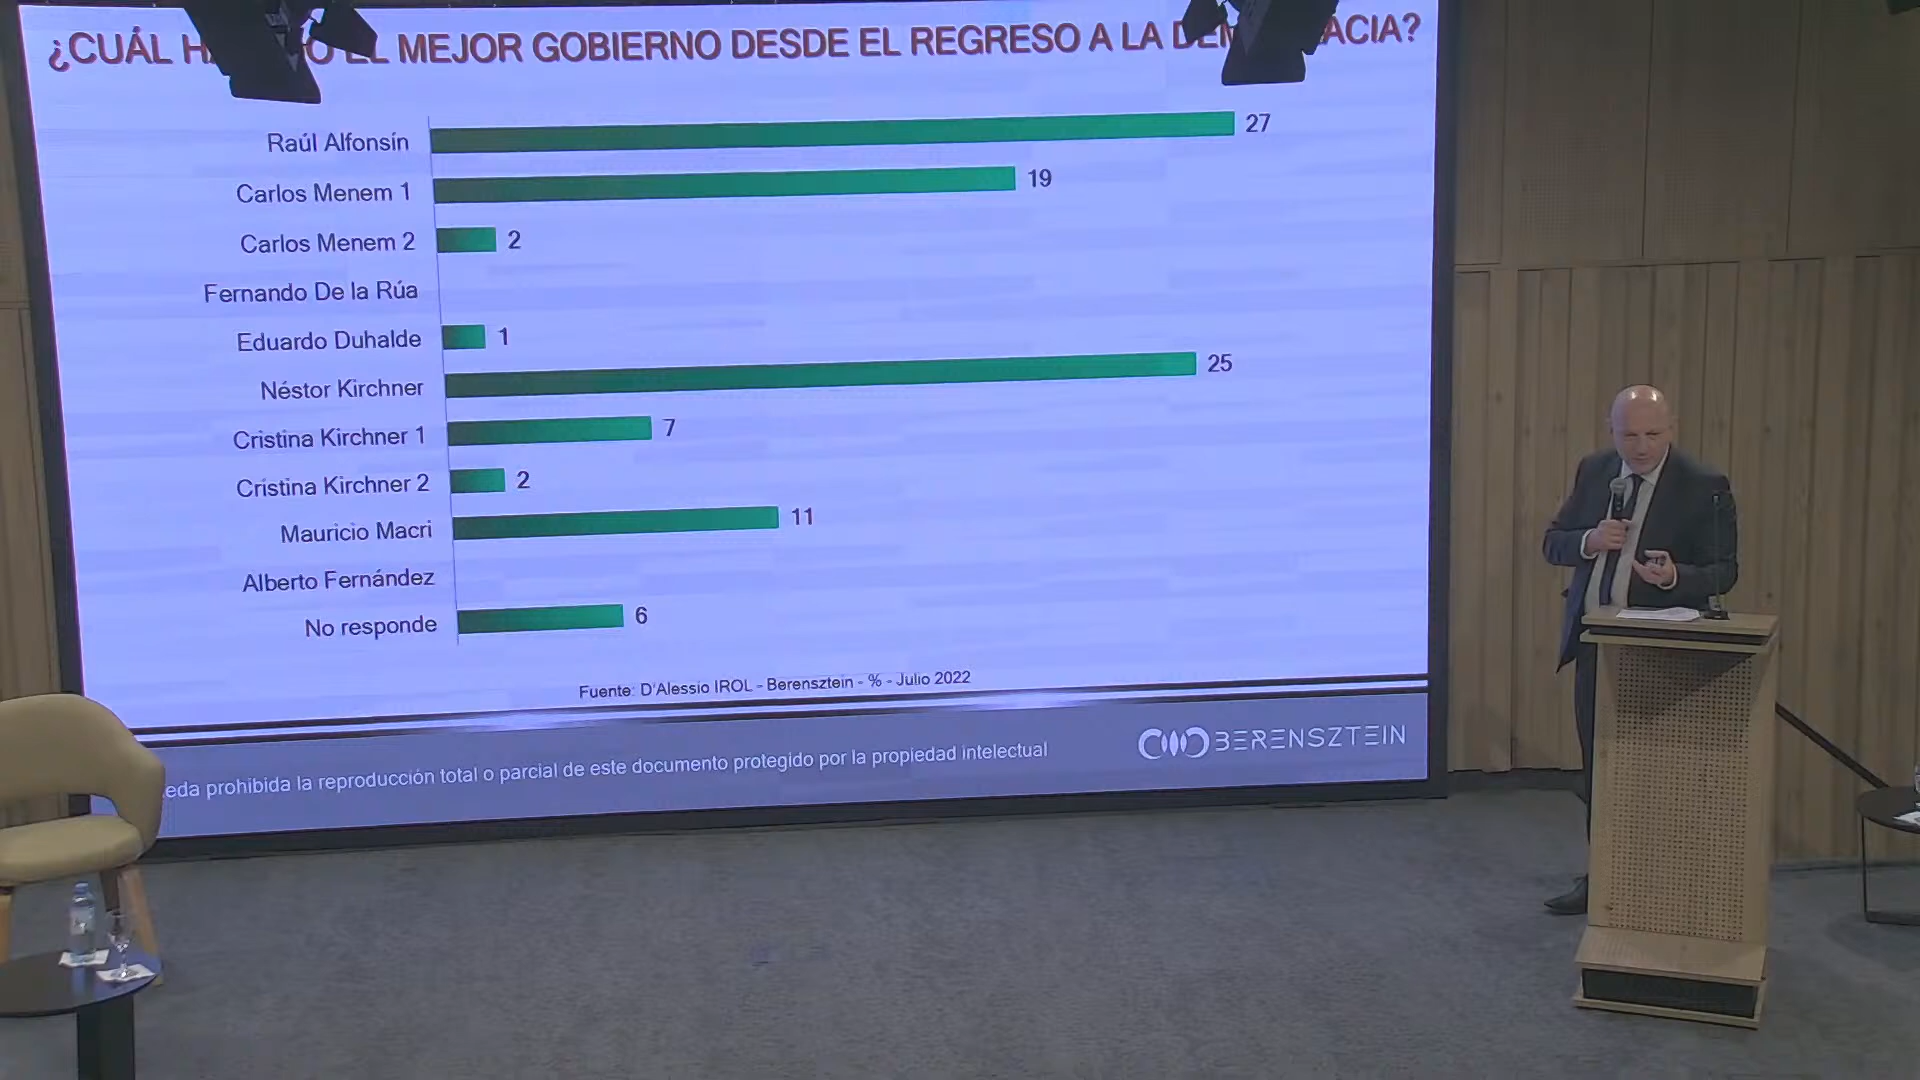 ¿CUÁL EL MEJOR GOBIERNO DESDE EL REGRESO A LA
Raúl Alfonsín 27
Carlos Menem 1 19
Carlos Menem 2 2
Fernando De la Rúa
Eduardo Duhalde 1
Néstor Kirchner 25
Cristina Kirchner 1 7
Cristina Kirchner 2 2
Mauricio Macri 11
Alberto Fernández
No responde 6
Fuente: D'Alessio IROL - Berensztein - % - Julio 2022
prohibida la reproducción total o parcial de este documento protegido por la propiedad intelectual
BERENSZTEIN